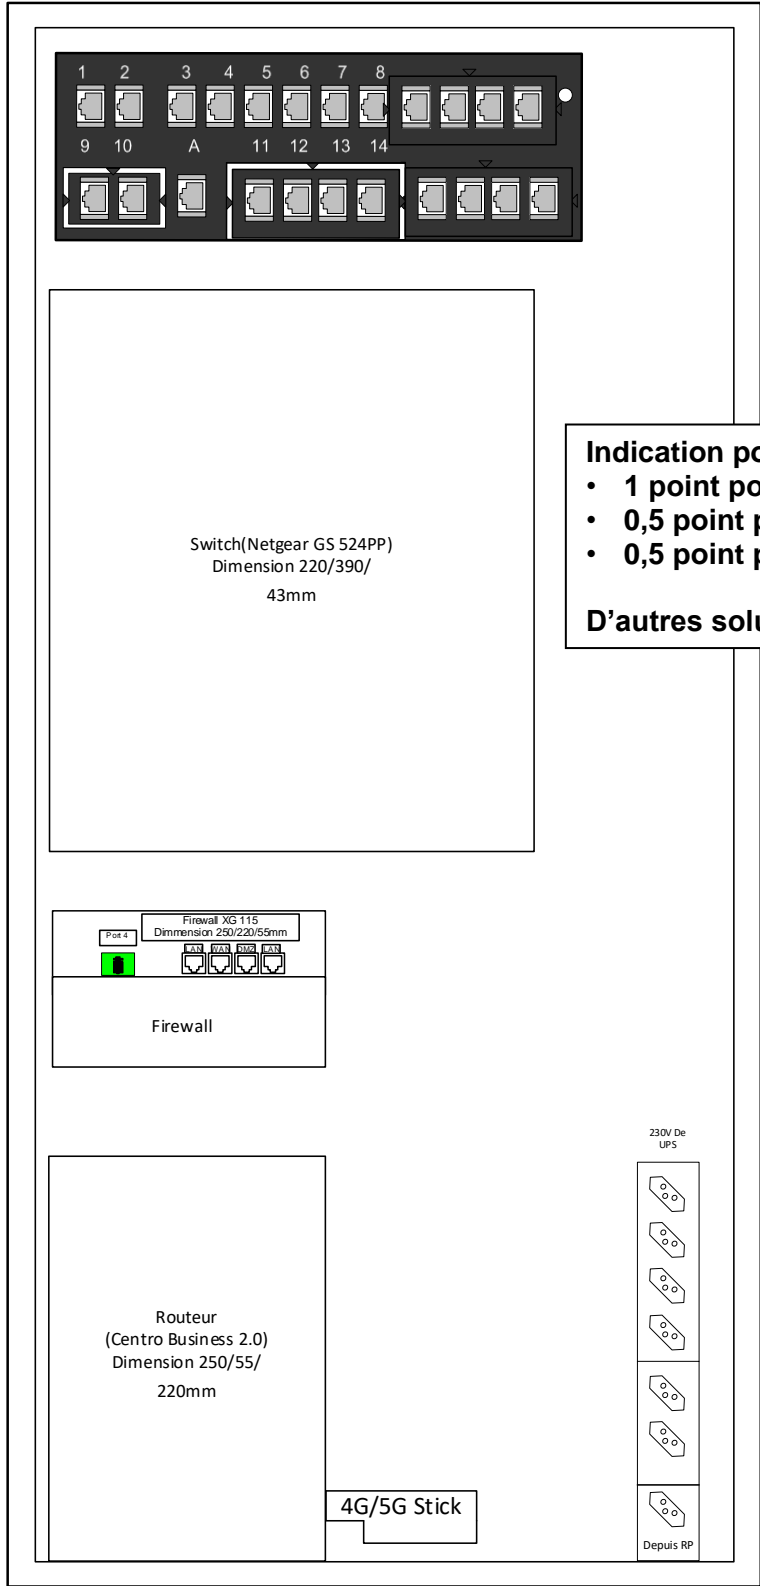 1 2 3 4 5 6 7 8
9 10 A 11 12 13 14
Switch(Netgear GS 524PP)
Dimension 220/390/
43mm
Indication po
• 1 point po
• 0,5 point p
• 0,5 point p
D'autres solu
Firewall XG 115
Dimmension 250/220/55mm
Port 4
LAN WAN DMZ LAN
Firewall
230V De
UPS
Routeur
(Centro Business 2.0)
Dimension 250/55/
220mm
4G/5G Stick
Depuis RP